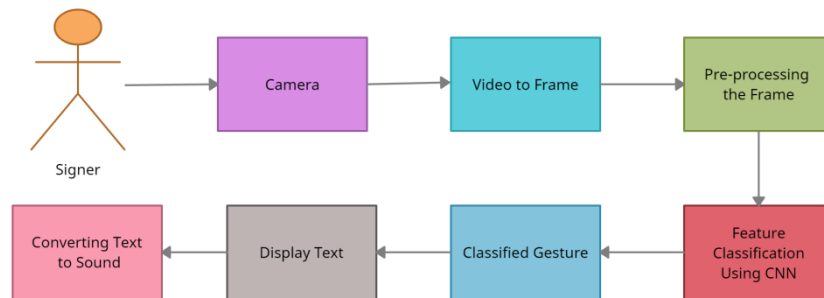 Camera
Video to Frame
Pre-processing
the Frame
Signer
Converting Text
to Sound
Display Text
Classified Gesture
Feature
Classification
Using CNN